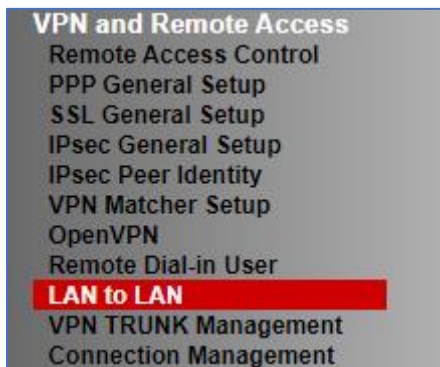 VPN and Remote Access
Remote Access Control
PPP General Setup
SSL General Setup
IPsec General Setup
IPsec Peer Identity
VPN Matcher Setup
OpenVPN
Remote Dial-in User
LAN to LAN
VPN TRUNK Management
Connection Management